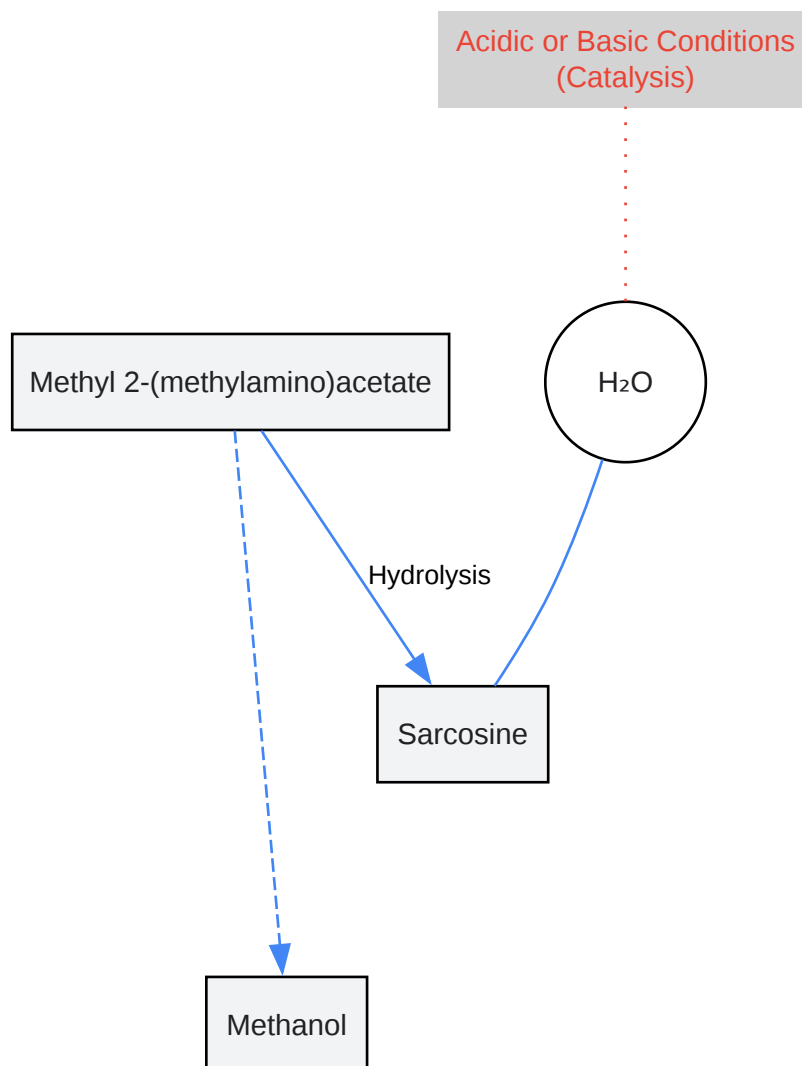 Acidic or Basic Conditions
(Catalysis)
Methyl 2-(methylamino)acetate
H₂O
Hydrolysis
Sarcosine
Methanol